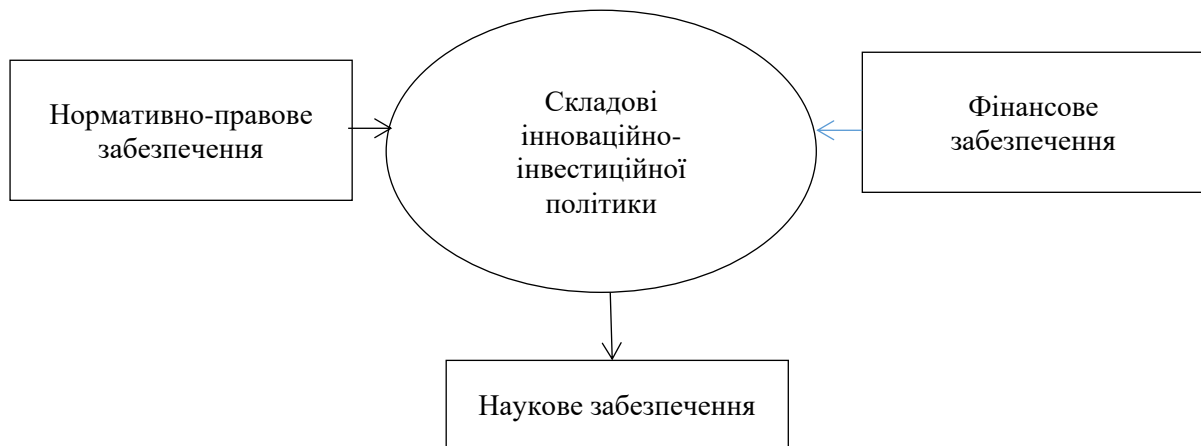 Нормативно-правове
забезпечення
Складові
інноваційно-
інвестиційної
політики
Фінансове
забезпечення
Наукове забезпечення